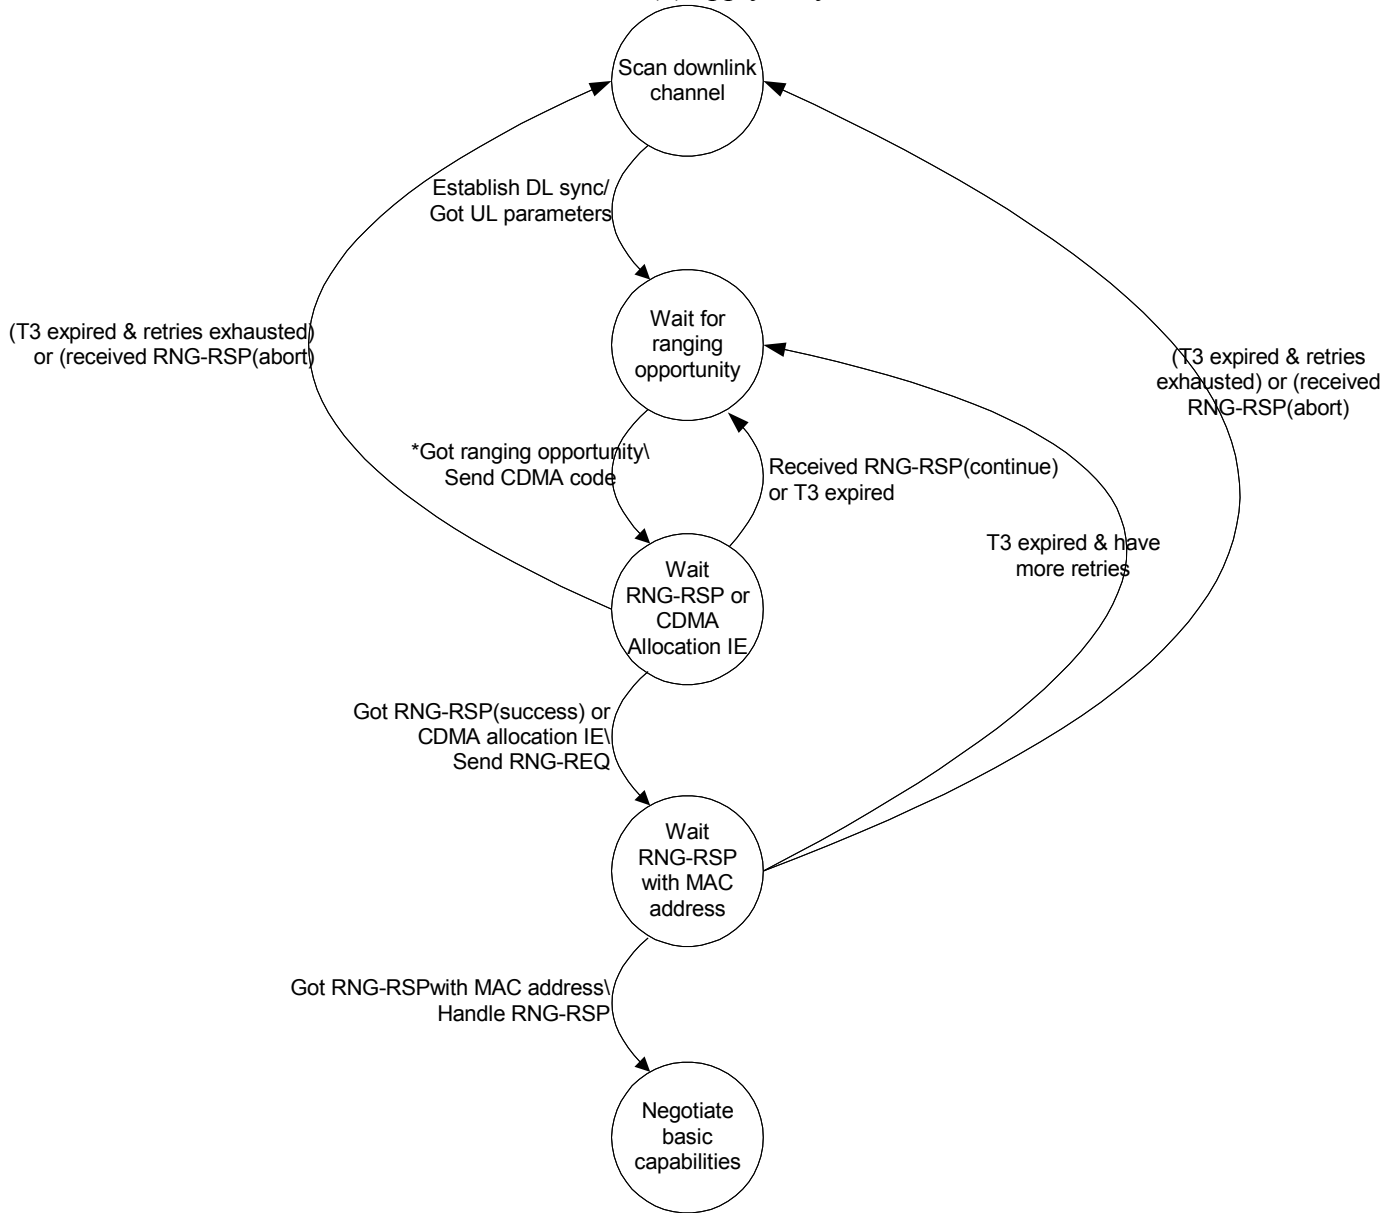 Scan downlink
channel
Establish DL sync/
Got UL parameters
Wait for
ranging
opportunity
(T3 expired & retries exhausted)
or (received RNG-RSP(abort)
(T3 expired & retries
exhausted) or (received
RNG-RSP(abort)
*Got ranging opportunity\
Send CDMA code
Received RNG-RSP(continue)
or T3 expired
T3 expired & have
more retries
Wait
RNG-RSP or
CDMA
Allocation IE
Got RNG-RSP(success) or
CDMA allocation IE\
Send RNG-REQ
Wait
RNG-RSP
with MAC
address
Got RNG-RSPwith MAC address\
Handle RNG-RSP
Negotiate
basic
capabilities